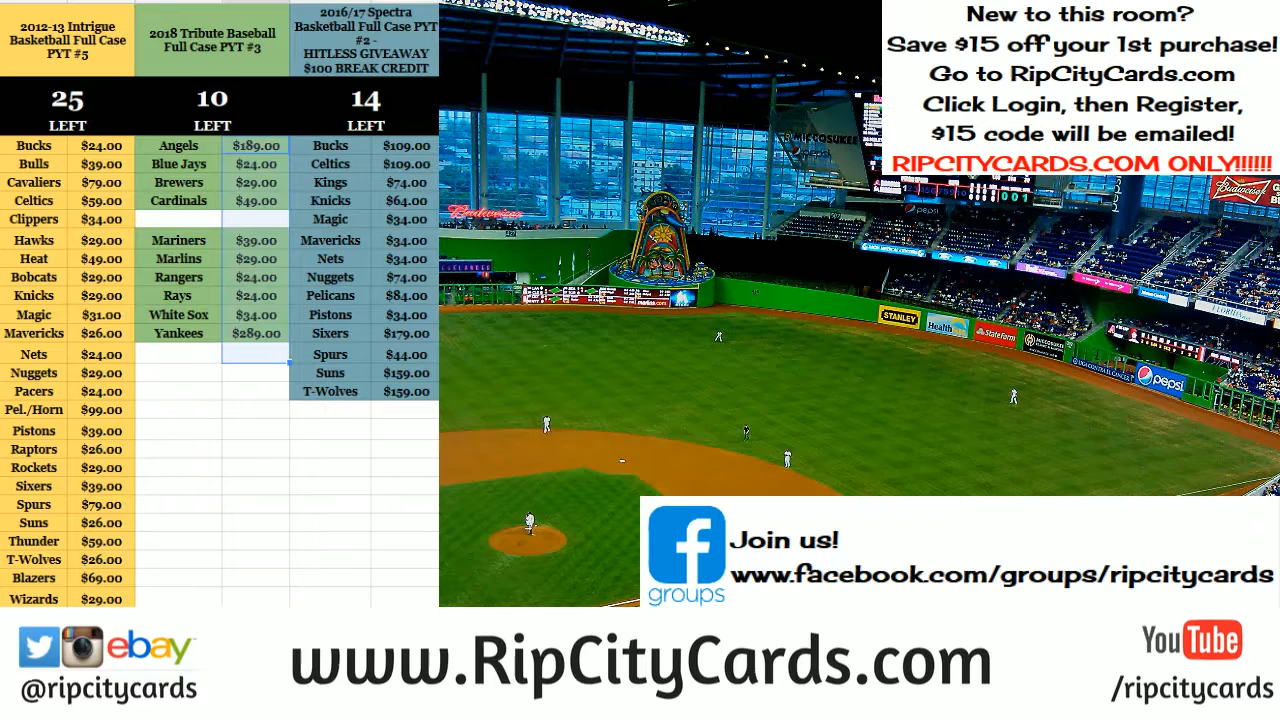 2012-13 Intrigue
Basketball Full Case
PYT #5
25
LEFT
Bucks $24.00
Bulls $39.00
Cavaliers $79.00
Celtics $59.00
Clippers $34.00
Hawks $29.00
Heat $49.00
Bobcats $29.00
Knicks $29.00
Magic $31.00
Mavericks $26.00
Nets $24.00
Nuggets $29.00
Pacers $24.00
Pel./Horn $99.00
Pistons $39.00
Raptors $26.00
Rockets $29.00
Sixers $39.00
Spurs $79.00
Suns $26.00
Thunder $59.00
T-Wolves $26.00
Blazers $69.00
Wizards $29.00
2018 Tribute Baseball
Full Case PYT #3
10
LEFT
Angels $189.00
Blue Jays $24.00
Brewers $29.00
Cardinals $49.00
Mariners $39.00
Marlins $29.00
Rangers $24.00
Rays $24.00
White Sox $34.00
Yankees $289.00
2016/17 Spectra
Basketball Full Case PYT
#2 -
HITLESS GIVEAWAY
$100 BREAK CREDIT
14
LEFT
Bucks $109.00
Celtics $109.00
Kings $74.00
Knicks $64.00
Magic $34.00
Mavericks $34.00
Nets $34.00
Nuggets $74.00
Pelicans $84.00
Pistons $34.00
Sixers $179.00
Spurs $44.00
Suns $159.00
T-Wolves $159.00
New to this room?
Save $15 off your 1st purchase!
Go to RipCityCards.com
Click Login, then Register,
$15 code will be emailed!
RIPCITYCARDS.COM ONLY!!!!!!
MICCOSUKEE
pepsi
Budweiser
Budweiser
pepsi
001
STANLEY
Health
StateFarm
MICCOSUKEE
pepsi
FLORIDA
Join us!
www.facebook.com/groups/ripcitycards
f
groups
ebay
@ripcitycards
www.RipCityCards.com
YouTube
/ripcitycards